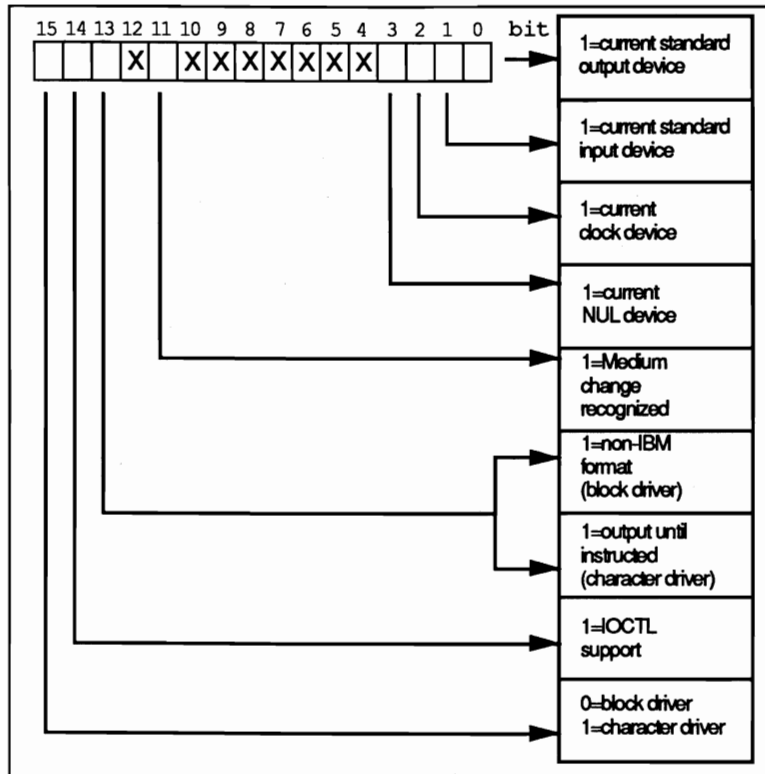 15 14 13 12 11 10 9 8 7 6 5 4 3 2 1 0 bit
X X X X X X X X
1=current standard
output device
1=current standard
input device
1=current
clock device
1=current
NUL device
1=Medium
change
recognized
1=non-IBM
format
(block driver)
1=output until
instructed
(character driver)
1=IOCTL
support
0=block driver
1=character driver